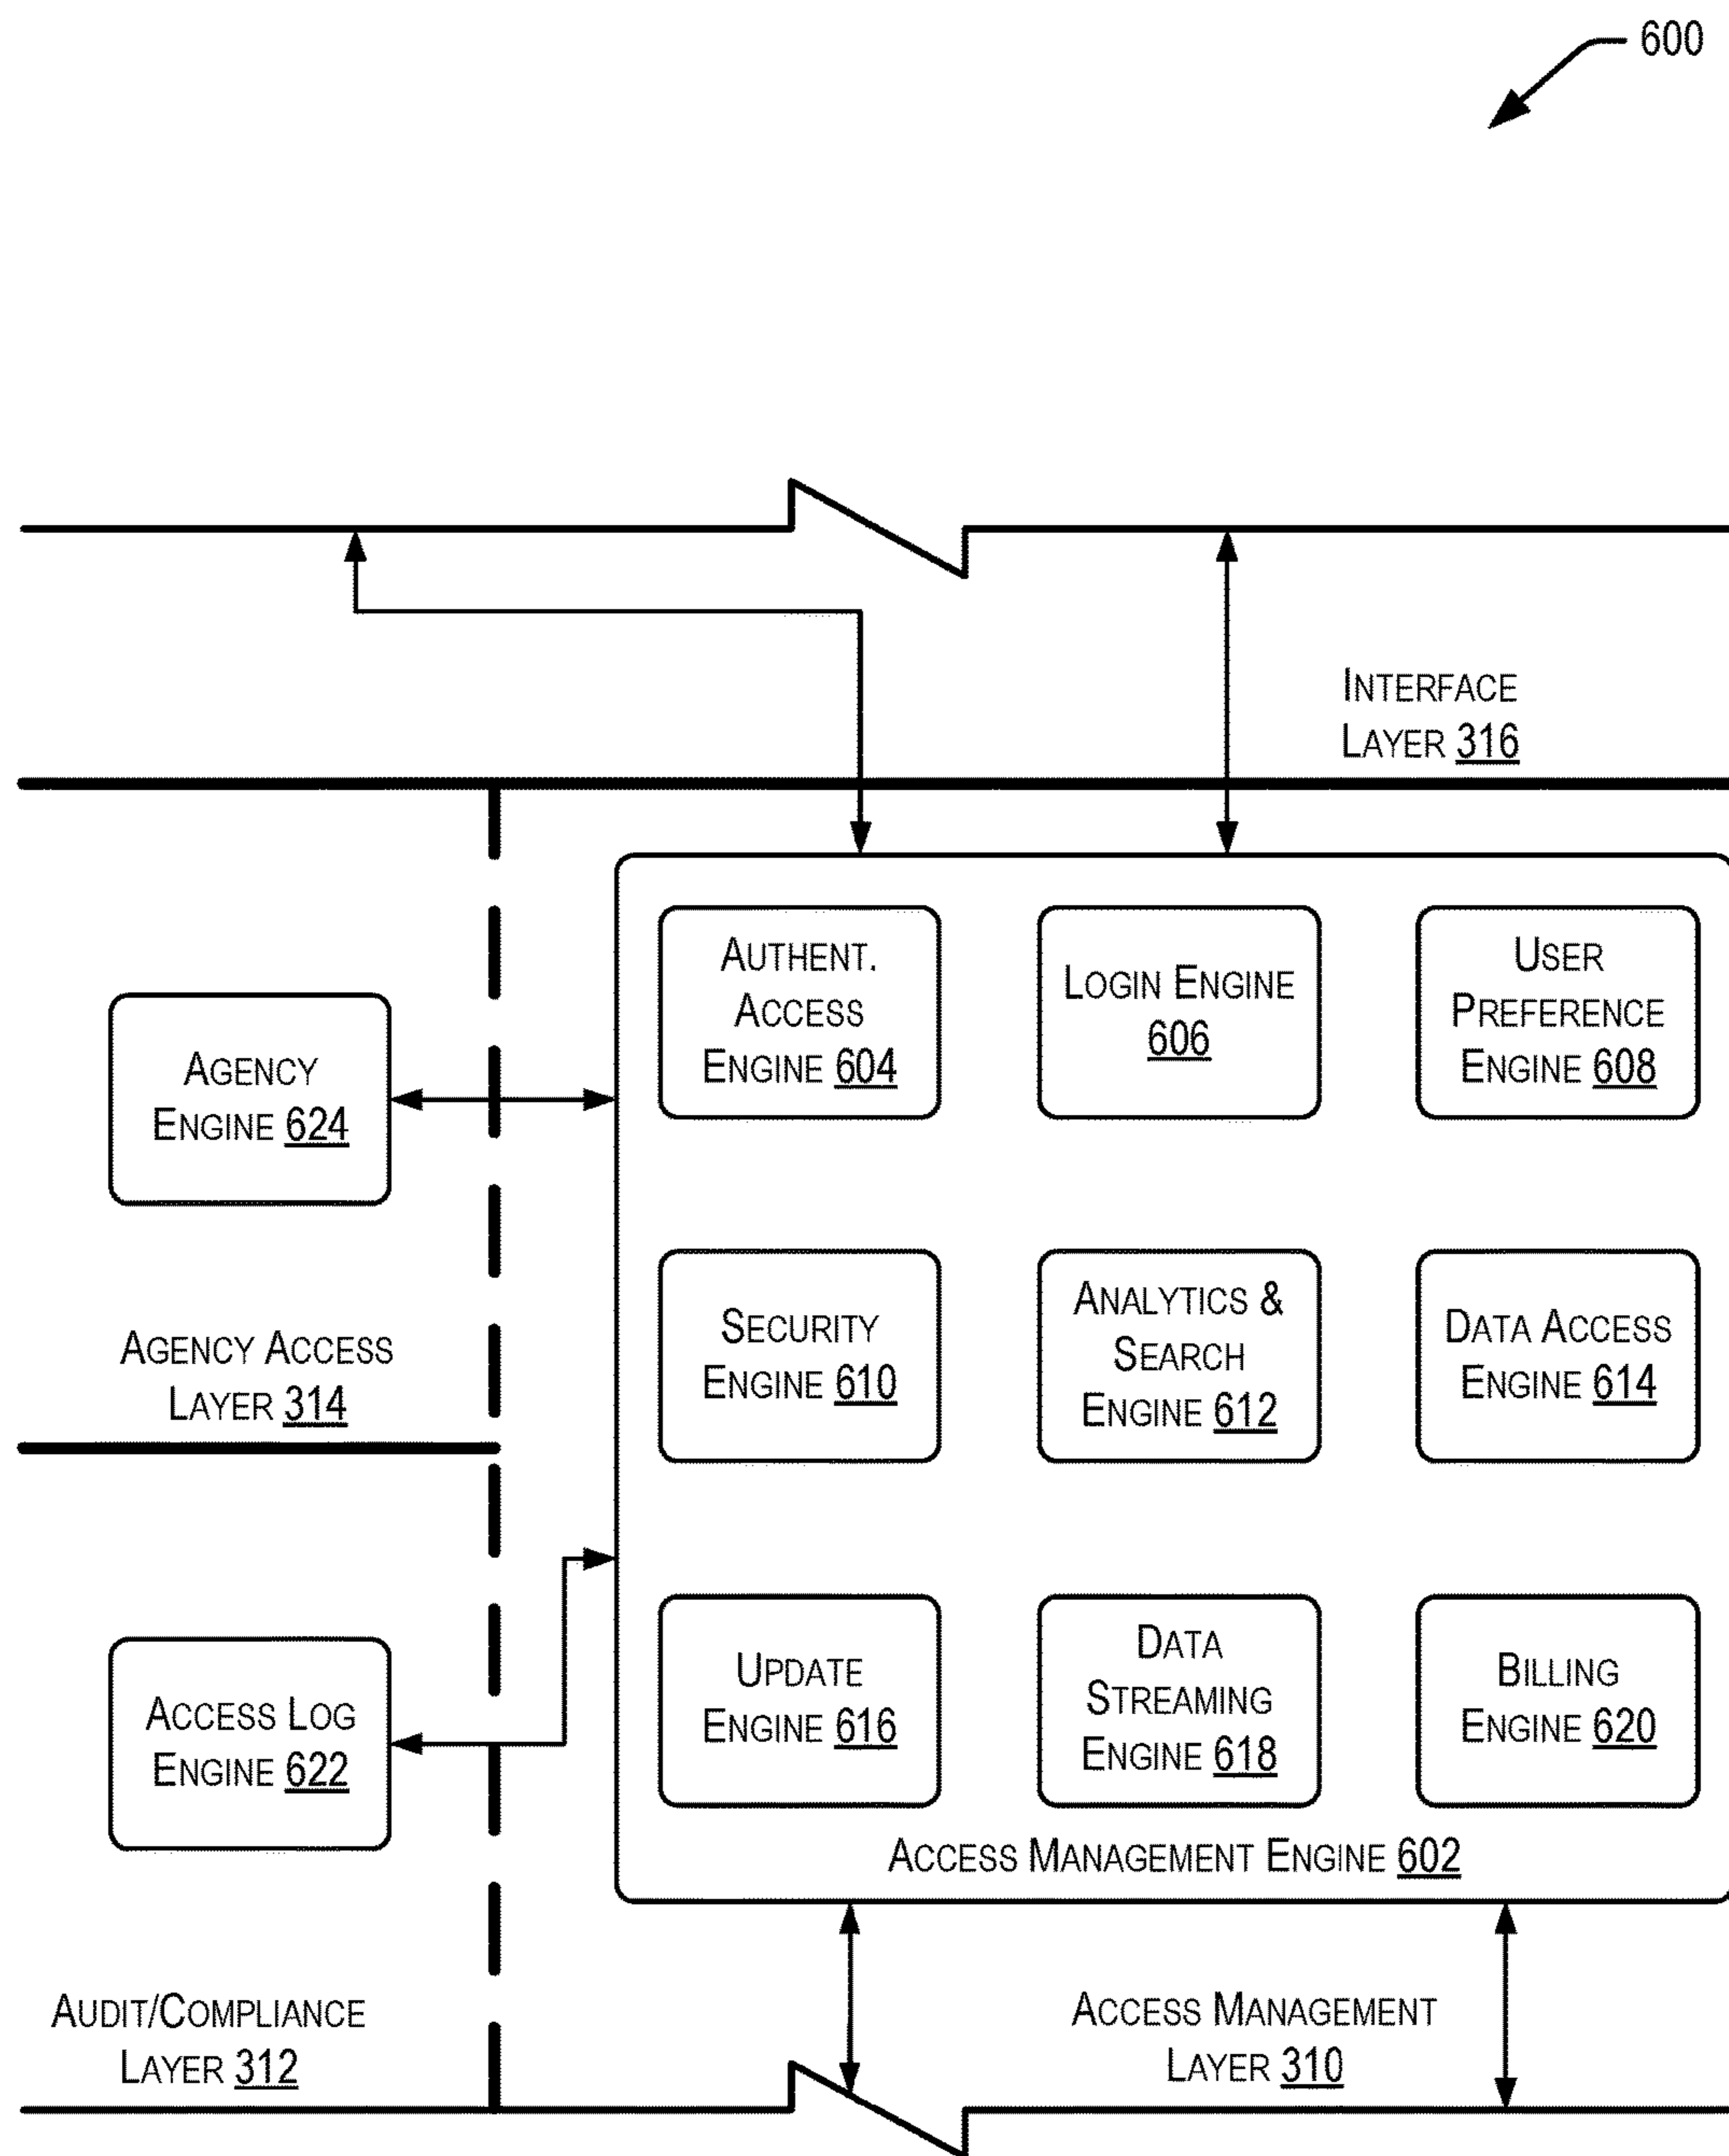 600
INTERFACE
LAYER 316
AUTHENT.
ACCESS
ENGINE 604
LOGIN ENGINE
606
USER
PREFERENCE
ENGINE 608
AGENCY
ENGINE 624
SECURITY
ENGINE 610
ANALYTICS &
SEARCH
ENGINE 612
DATA ACCESS
ENGINE 614
AGENCY ACCESS
LAYER 314
UPDATE
ENGINE 616
DATA
STREAMING
ENGINE 618
BILLING
ENGINE 620
ACCESS LOG
ENGINE 622
ACCESS MANAGEMENT ENGINE 602
AUDIT/COMPLIANCE
LAYER 312
ACCESS MANAGEMENT
LAYER 310